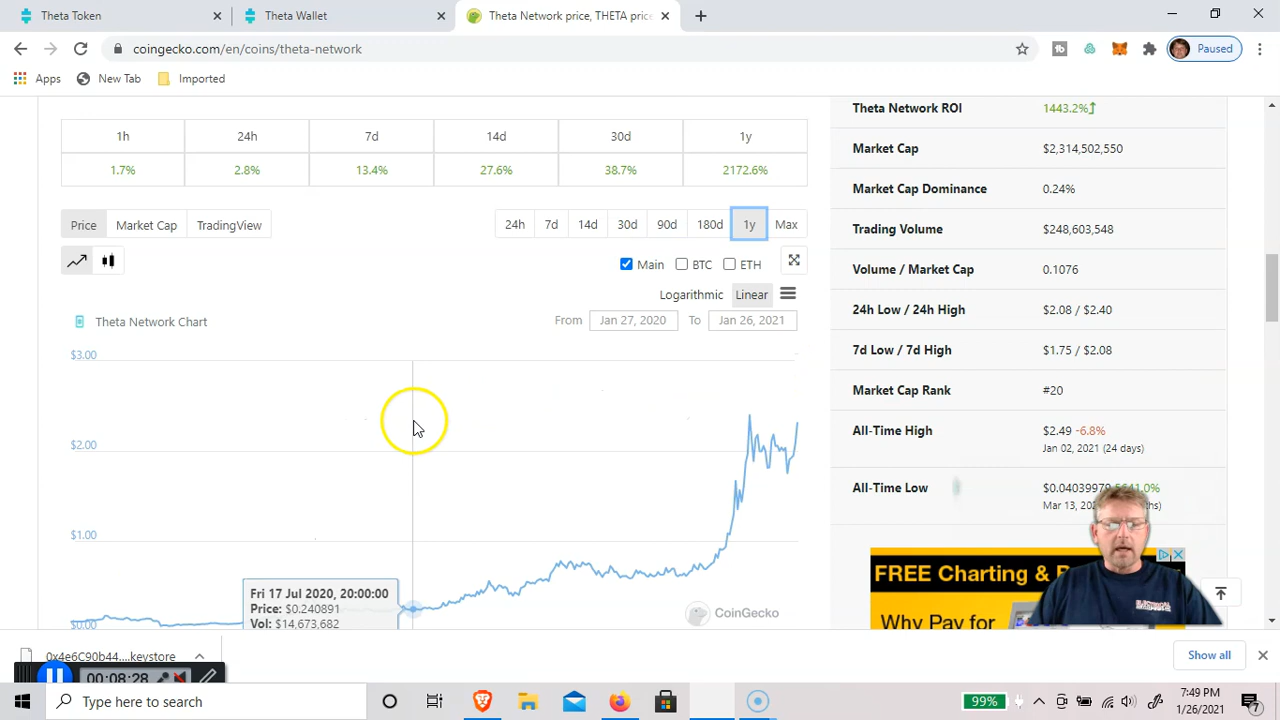 Theta Token
Theta Wallet
Theta Network price, THETA price
coingecko.com/en/coins/theta-network
Paused
Apps
New Tab
Imported
1h 24h 7d 14d 30d 1y
1.7% 2.8% 13.4% 27.6% 38.7% 2172.6%
Price Market Cap TradingView
24h 7d 14d 30d 90d 180d 1y Max
Main BTC ETH
Logarithmic Linear
Theta Network Chart
From Jan 27, 2020 To Jan 26, 2021
$3.00
$2.00
$1.00
$0.00
Fri 17 Jul 2020, 20:00:00
Price: $0.240891
Vol: $14,673,682
CoinGecko
Theta Network ROI 1443.2%
Market Cap $2,314,502,550
Market Cap Dominance 0.24%
Trading Volume $248,603,548
Volume / Market Cap 0.1076
24h Low / 24h High $2.08 / $2.40
7d Low / 7d High $1.75 / $2.08
Market Cap Rank #20
All-Time High $2.49 -6.8%
Jan 02, 2021 (24 days)
All-Time Low $0.04039979
Mar 13,
FREE Charting &
Why Pay for
0x4e6C90b44....keystore
Show all
00:08:28
Type here to search
99%
7:49 PM
1/26/2021
7